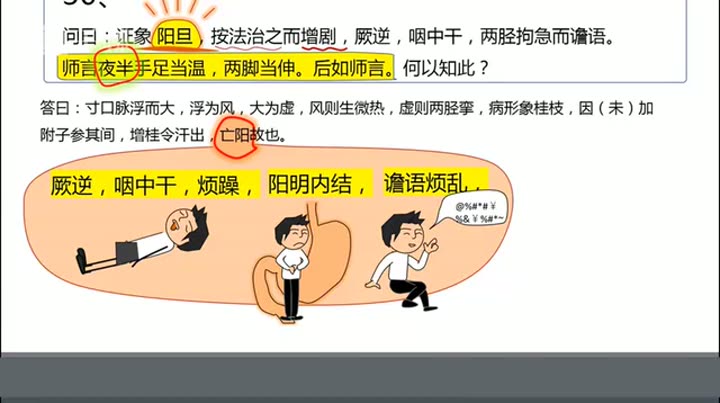 问曰：证象阳旦，按法治之而增剧，厥逆，咽中干，两胫拘急而谵语。
师言夜半手足当温，两脚当伸。后如师言。何以知此？
答曰：寸口脉浮而大，浮为风，大为虚，风则生微热，虚则两胫挛，病形象桂枝，因（未）加
附子参其间，增桂令汗出，亡阳故也。
厥逆，咽中干，烦躁，阳明内结，谵语烦乱，
@%#*#￥
%&￥%#*~